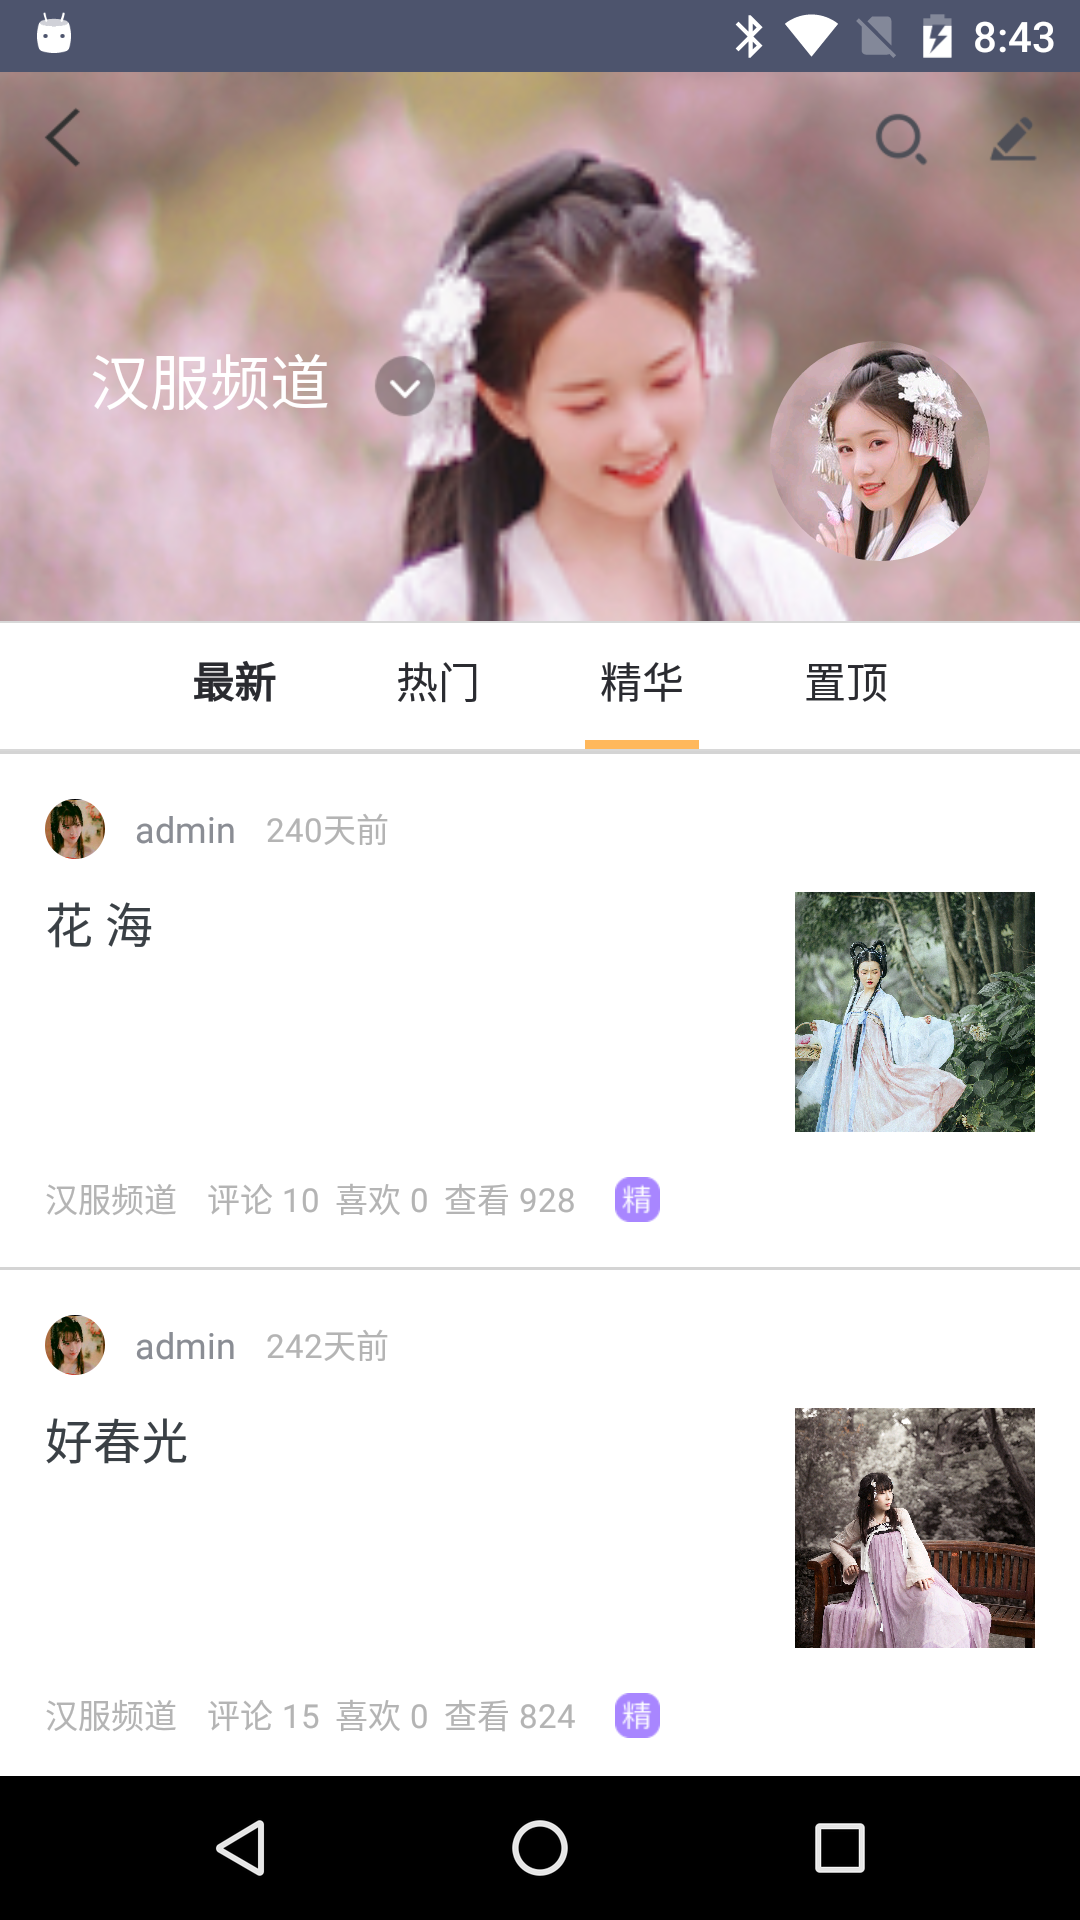 8:43
汉服频道
最新 热门 精华 置顶
admin 240天前
花 海
汉服频道 评论 10 喜欢 0 查看 928 精
admin 242天前
好春光
汉服频道 评论 15 喜欢 0 查看 824 精